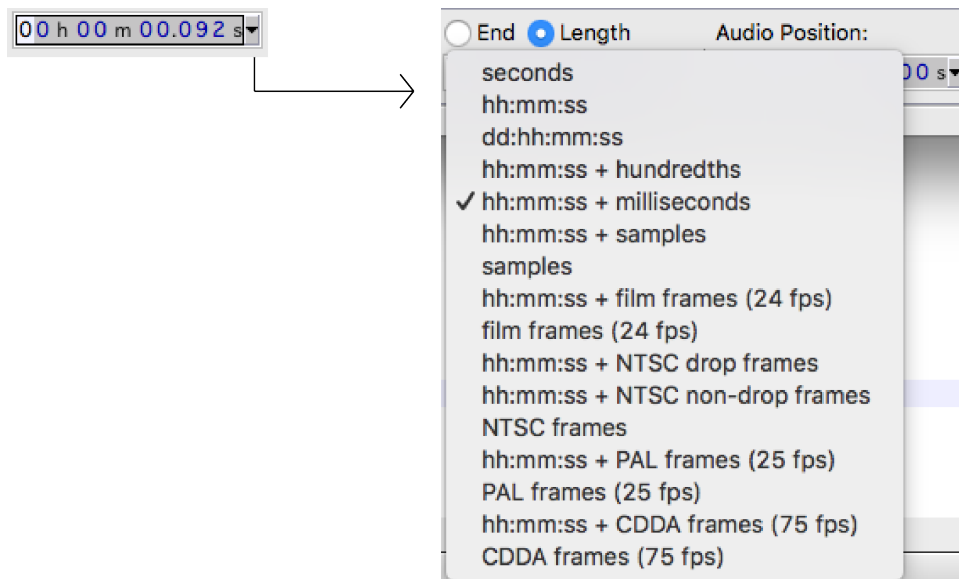 00 h 00 m 00.092 s
End Length Audio Position:
00 s
seconds
hh:mm:ss
dd:hh:mm:ss
hh:mm:ss + hundredths
✓ hh:mm:ss + milliseconds
hh:mm:ss + samples
samples
hh:mm:ss + film frames (24 fps)
film frames (24 fps)
hh:mm:ss + NTSC drop frames
hh:mm:ss + NTSC non-drop frames
NTSC frames
hh:mm:ss + PAL frames (25 fps)
PAL frames (25 fps)
hh:mm:ss + CDDA frames (75 fps)
CDDA frames (75 fps)